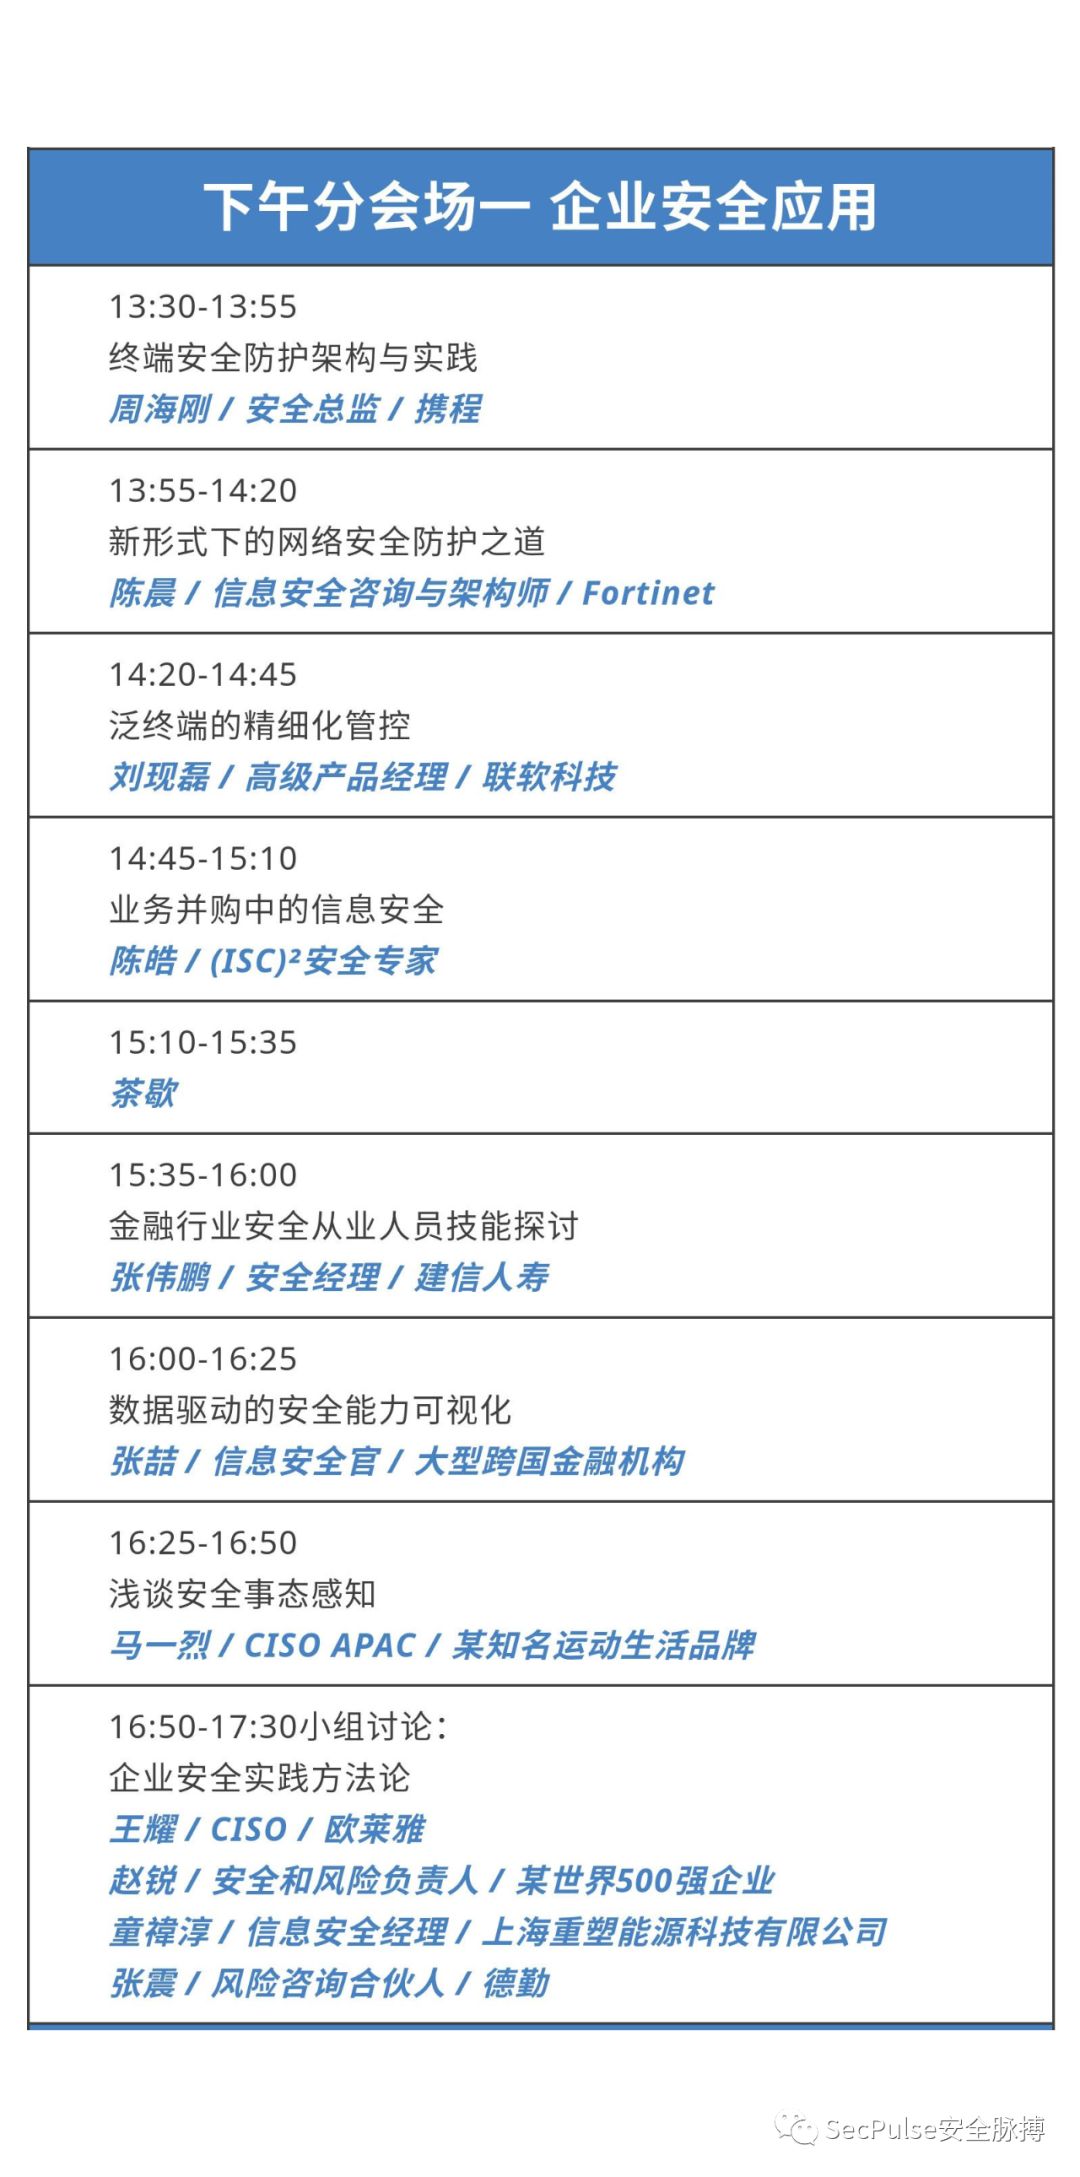 下午分会场一 企业安全应用
13:30-13:55
终端安全防护架构与实践
周海刚 / 安全总监 / 携程
13:55-14:20
新形式下的网络安全防护之道
陈晨 / 信息安全咨询与架构师 / Fortinet
14:20-14:45
泛终端的精细化管控
刘现磊 / 高级产品经理 / 联软科技
14:45-15:10
业务并购中的信息安全
陈皓 / (ISC)²安全专家
15:10-15:35
茶歇
15:35-16:00
金融行业安全从业人员技能探讨
张伟鹏 / 安全经理 / 建信人寿
16:00-16:25
数据驱动的安全能力可视化
张喆 / 信息安全官 / 大型跨国金融机构
16:25-16:50
浅谈安全事态感知
马一烈 / CISO APAC / 某知名运动生活品牌
16:50-17:30小组讨论：
企业安全实践方法论
王耀 / CISO / 欧莱雅
赵锐 / 安全和风险负责人 / 某世界500强企业
童禕淳 / 信息安全经理 / 上海重塑能源科技有限公司
张震 / 风险咨询合伙人 / 德勤
SecPulse安全脉搏